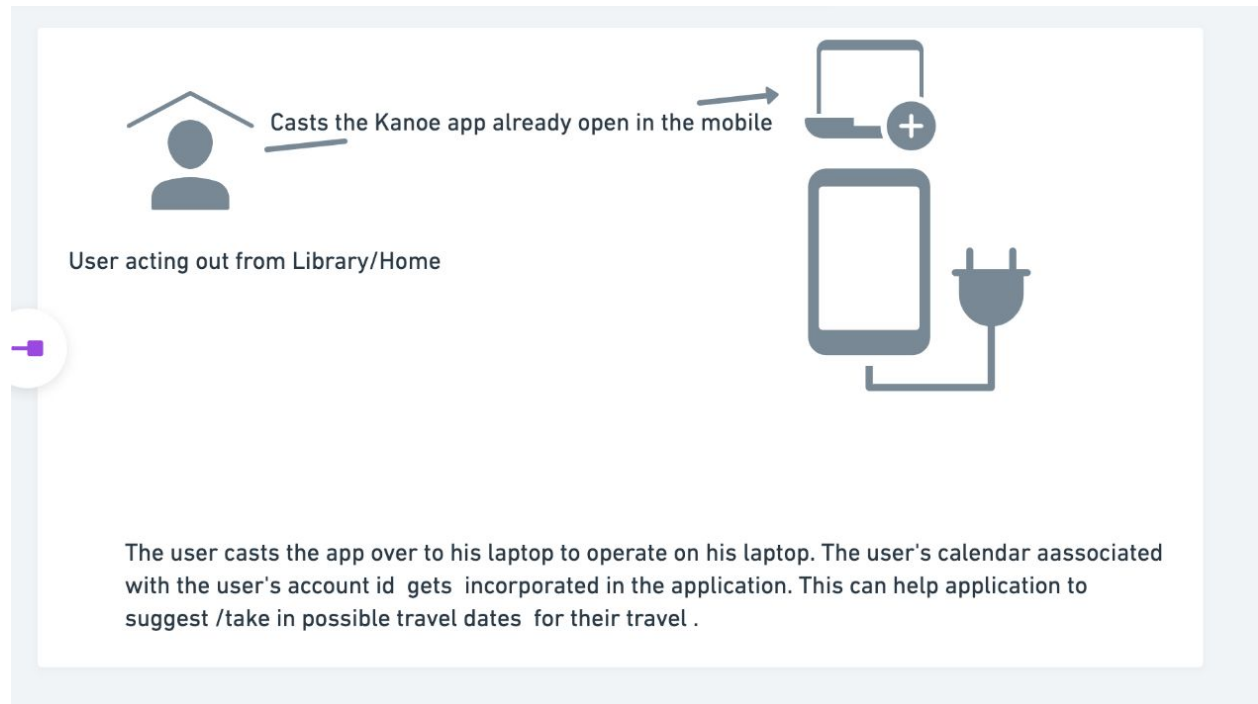 Casts the Kanoe app already open in the mobile
User acting out from Library/Home
The user casts the app over to his laptop to operate on his laptop. The user's calendar aassociated
with the user's account id gets incorporated in the application. This can help application to
suggest /take in possible travel dates for their travel .